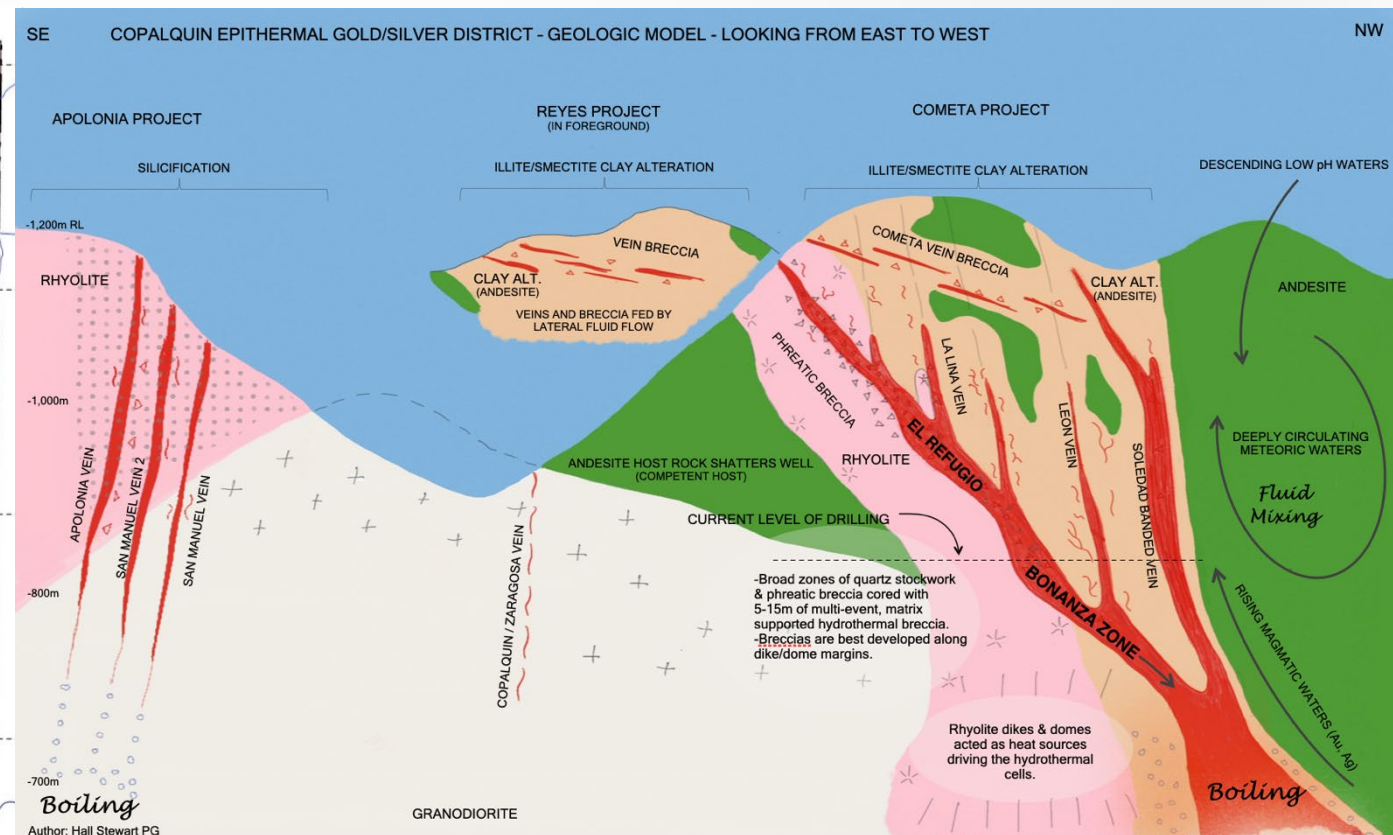 SE
COPALQUIN EPITHERMAL GOLD/SILVER DISTRICT - GEOLOGIC MODEL - LOOKING FROM EAST TO WEST
NW
APOLONIA PROJECT
REYES PROJECT
(IN FOREGROUND)
COMETA PROJECT
SILICIFICATION
ILLITE/SMECTITE CLAY ALTERATION
ILLITE/SMECTITE CLAY ALTERATION
DESCENDING LOW pH WATERS
-1,200m RL
RHYOLITE
VEIN BRECCIA
CLAY ALT.
(ANDESITE)
VEINS AND BRECCIA FED BY
LATERAL FLUID FLOW
COMETA VEIN BRECCIA
CLAY ALT.
(ANDESITE)
ANDESITE
PHREATIC BRECCIA
LA LINA VEIN
-1,000m
EL REFUGIO
LEON VEIN
SOLEDAD BANDED VEIN
DEEPLY CIRCULATING
METEORIC WATERS
Fluid
Mixing
APOLONIA VEIN
SAN MANUEL VEIN 2
SAN MANUEL VEIN
ANDESITE HOST ROCK SHATTERS WELL
(COMPETENT HOST)
RHYOLITE
CURRENT LEVEL OF DRILLING
COPALQUIN / ZARAGOSA VEIN
-800m
-Broad zones of quartz stockwork
& phreatic breccia cored with
5-15m of multi-event, matrix
supported hydrothermal breccia.
-Breccias are best developed along
dike/dome margins.
BONANZA ZONE
RISING MAGMATIC WATERS (Au, Ag)
Rhyolite dikes & domes
acted as heat sources
driving the hydrothermal
cells.
-700m
Boiling
Boiling
GRANODIORITE
Author: Hall Stewart PG